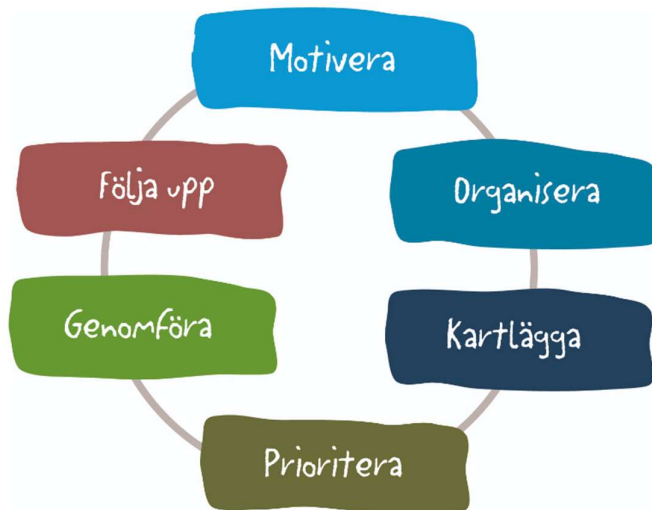 Motivera
Organisera
Kartlägga
Prioritera
Genomföra
Följa upp